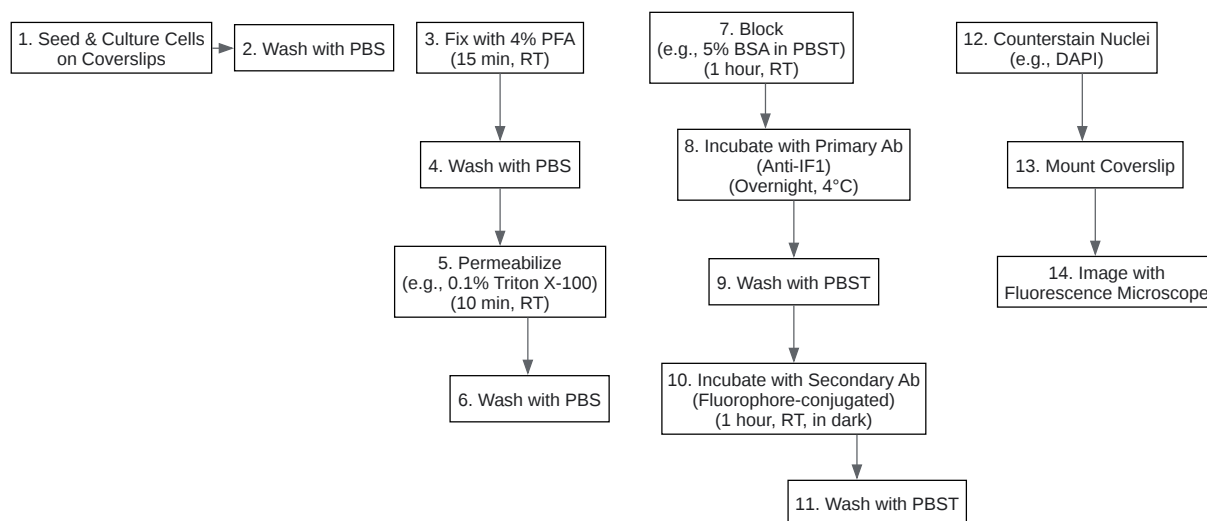 1. Seed & Culture Cells
on Coverslips
2. Wash with PBS
3. Fix with 4% PFA
(15 min, RT)
4. Wash with PBS
5. Permeabilize
(e.g., 0.1% Triton X-100)
(10 min, RT)
6. Wash with PBS
7. Block
(e.g., 5% BSA in PBST)
(1 hour, RT)
8. Incubate with Primary Ab
(Anti-IF1)
(Overnight, 4°C)
9. Wash with PBST
10. Incubate with Secondary Ab
(Fluorophore-conjugated)
(1 hour, RT, in dark)
11. Wash with PBST
12. Counterstain Nuclei
(e.g., DAPI)
13. Mount Coverslip
14. Image with
Fluorescence Microscope